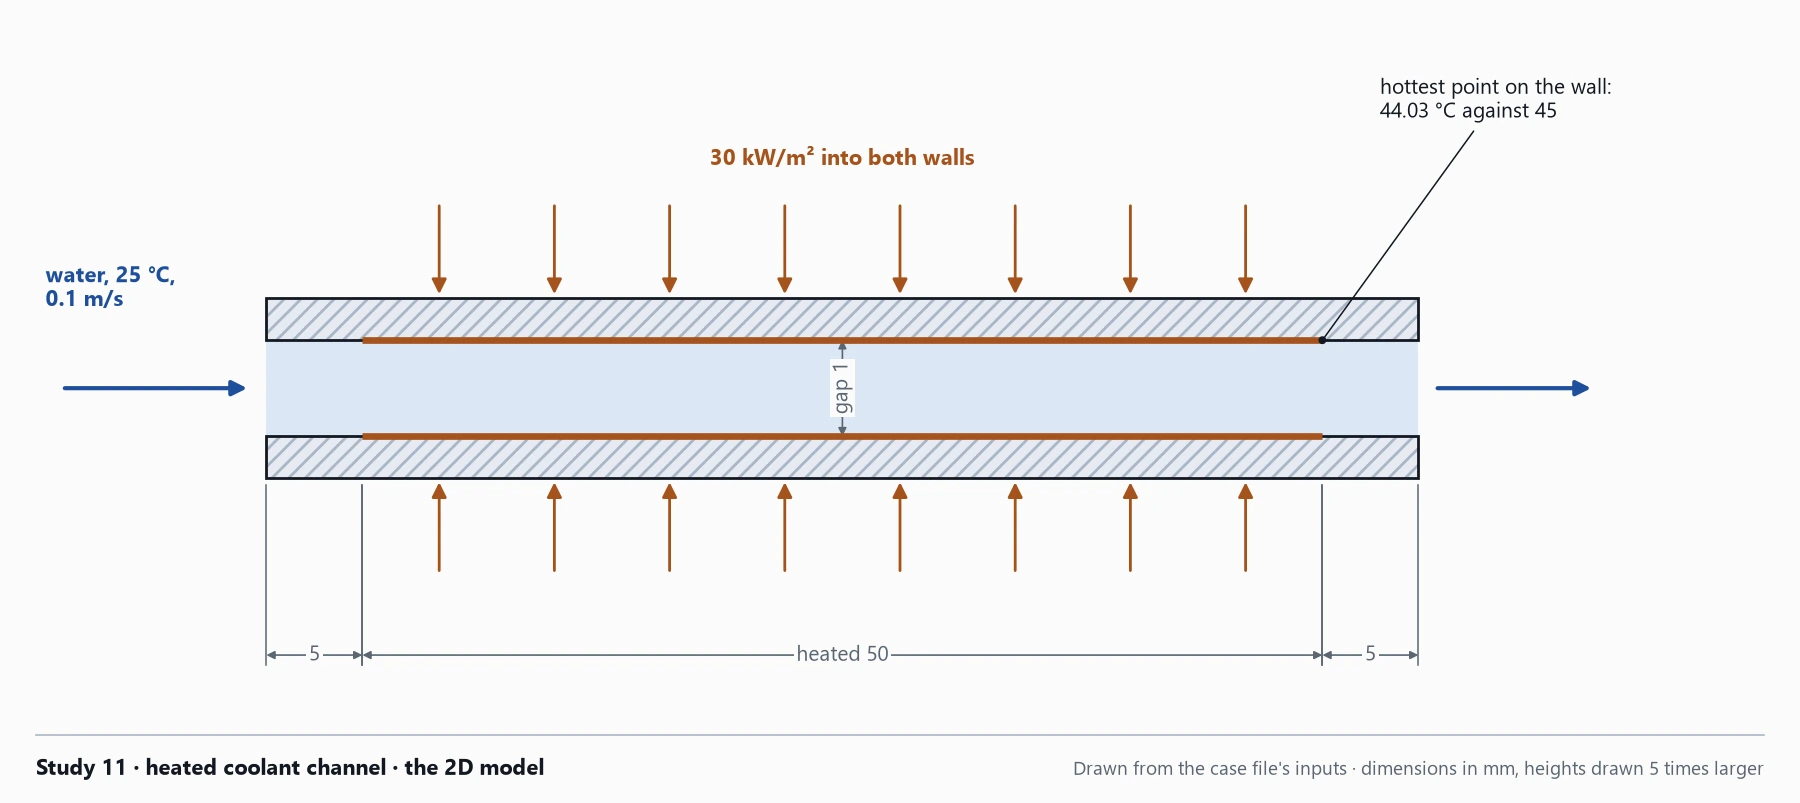 hottest point on the wall:
44.03 °C against 45
30 kW/m² into both walls
water, 25 °C,
0.1 m/s
gap 1
5
heated 50
5
Study 11 · heated coolant channel · the 2D model
Drawn from the case file's inputs · dimensions in mm, heights drawn 5 times larger